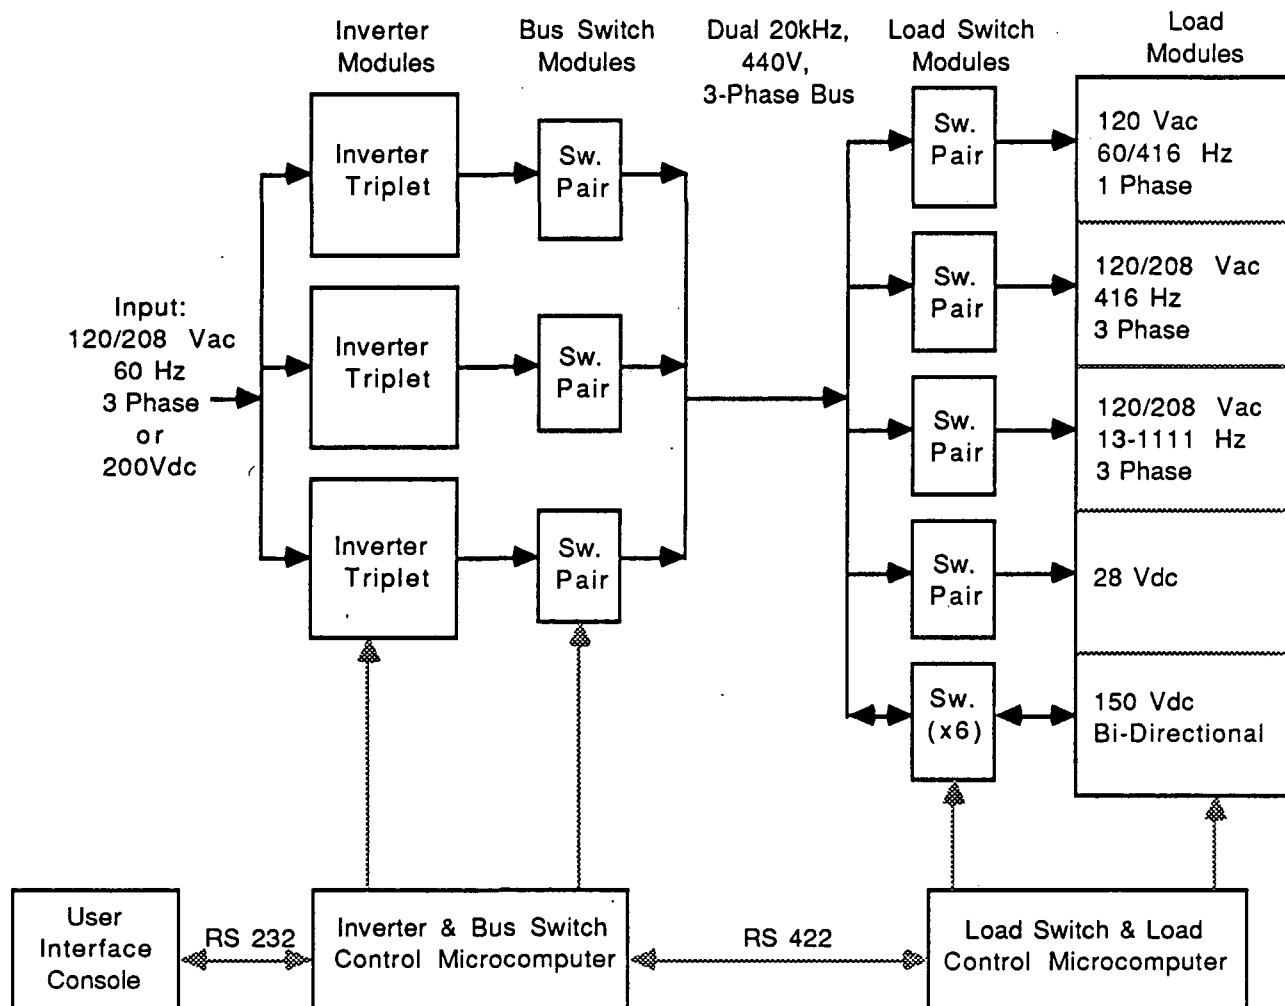 Inverter
Modules
Bus Switch
Modules
Dual 20kHz,
440V,
3-Phase Bus
Load Switch
Modules
Load
Modules
Inverter
Triplet
Sw.
Pair
Inverter
Triplet
Sw.
Pair
Inverter
Triplet
Sw.
Pair
Input:
120/208 Vac
60 Hz
3 Phase
or
200Vdc
Sw.
Pair
120 Vac
60/416 Hz
1 Phase
Sw.
Pair
120/208 Vac
416 Hz
3 Phase
Sw.
Pair
120/208 Vac
13-1111 Hz
3 Phase
Sw.
Pair
28 Vdc
Sw.
(x6)
150 Vdc
Bi-Directional
User
Interface
Console
RS 232
Inverter & Bus Switch
Control Microcomputer
RS 422
Load Switch & Load
Control Microcomputer